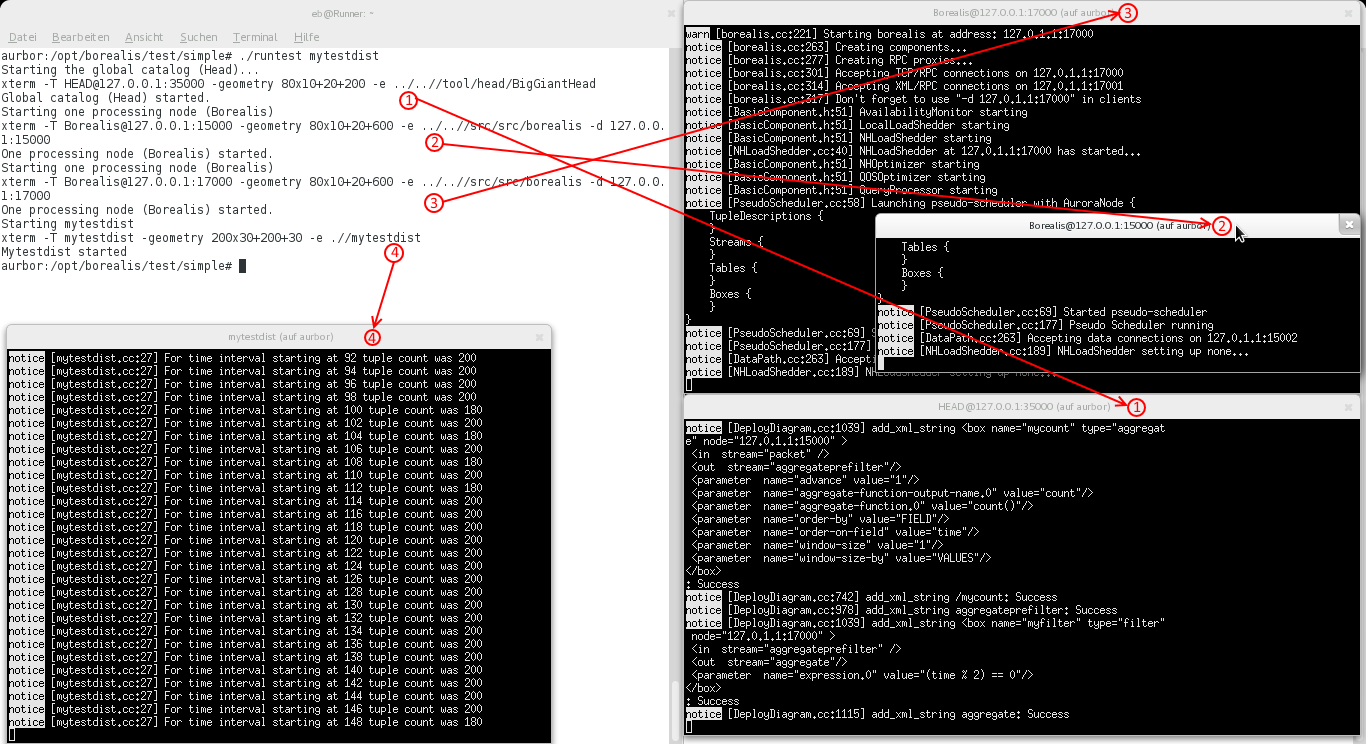 eb@Runner: ~
Datei Bearbeiten Ansicht Suchen Terminal Hilfe
aurbor:/opt/borealis/test/simple# ./runtest mytestdist
Starting the global catalog (Head)...
xterm -T HEAD@127.0.0.1:35000 -geometry 80x10+20+200 -e ../..//tool/head/BigGiantHead
Global catalog (Head) started.
1
Starting one processing node (Borealis)
xterm -T Borealis@127.0.0.1:15000 -geometry 80x10+20+600 -e ../..//src/src/borealis -d 127.0.0.
1:15000
2
One processing node (Borealis) started.
Starting one processing node (Borealis)
xterm -T Borealis@127.0.0.1:17000 -geometry 80x10+20+600 -e ../..//src/src/borealis -d 127.0.0.
1:17000
3
One processing node (Borealis) started.
Starting mytestdist
xterm -T mytestdist -geometry 200x30+200+30 -e .//mytestdist
Mytestdist started
4
aurbor:/opt/borealis/test/simple#
mytestdist (auf aurbor) 4
notice [mytestdist.cc:27] For time interval starting at 92 tuple count was 200
notice [mytestdist.cc:27] For time interval starting at 94 tuple count was 200
notice [mytestdist.cc:27] For time interval starting at 96 tuple count was 200
notice [mytestdist.cc:27] For time interval starting at 98 tuple count was 200
notice [mytestdist.cc:27] For time interval starting at 100 tuple count was 180
notice [mytestdist.cc:27] For time interval starting at 102 tuple count was 200
notice [mytestdist.cc:27] For time interval starting at 104 tuple count was 180
notice [mytestdist.cc:27] For time interval starting at 106 tuple count was 200
notice [mytestdist.cc:27] For time interval starting at 108 tuple count was 180
notice [mytestdist.cc:27] For time interval starting at 110 tuple count was 200
notice [mytestdist.cc:27] For time interval starting at 112 tuple count was 180
notice [mytestdist.cc:27] For time interval starting at 114 tuple count was 200
notice [mytestdist.cc:27] For time interval starting at 116 tuple count was 200
notice [mytestdist.cc:27] For time interval starting at 118 tuple count was 200
notice [mytestdist.cc:27] For time interval starting at 120 tuple count was 200
notice [mytestdist.cc:27] For time interval starting at 122 tuple count was 200
notice [mytestdist.cc:27] For time interval starting at 124 tuple count was 200
notice [mytestdist.cc:27] For time interval starting at 126 tuple count was 200
notice [mytestdist.cc:27] For time interval starting at 128 tuple count was 200
notice [mytestdist.cc:27] For time interval starting at 130 tuple count was 200
notice [mytestdist.cc:27] For time interval starting at 132 tuple count was 200
notice [mytestdist.cc:27] For time interval starting at 134 tuple count was 200
notice [mytestdist.cc:27] For time interval starting at 136 tuple count was 200
notice [mytestdist.cc:27] For time interval starting at 138 tuple count was 200
notice [mytestdist.cc:27] For time interval starting at 140 tuple count was 200
notice [mytestdist.cc:27] For time interval starting at 142 tuple count was 200
notice [mytestdist.cc:27] For time interval starting at 144 tuple count was 200
notice [mytestdist.cc:27] For time interval starting at 146 tuple count was 200
notice [mytestdist.cc:27] For time interval starting at 148 tuple count was 180
Borealis@127.0.0.1:17000 (auf aurbor) 3
warn [borealis.cc:221] Starting borealis at address: 127.0.1.1:17000
notice [borealis.cc:263] Creating components...
notice [borealis.cc:277] Creating RPC proxies...
notice [borealis.cc:301] Accepting TCP/RPC connections on 127.0.1.1:17000
notice [borealis.cc:314] Accepting XML/RPC connections on 127.0.1.1:17001
notice [borealis.cc:317] Don't forget to use "-d 127.0.1.1:17000" in clients
notice [BasicComponent.h:51] AvailabilityMonitor starting
notice [BasicComponent.h:51] LocalLoadShedder starting
notice [BasicComponent.h:51] NHLoadShedder starting
notice [NHLoadShedder.cc:40] NHLoadShedder at 127.0.1.1:17000 has started...
notice [BasicComponent.h:51] NHOptimizer starting
notice [BasicComponent.h:51] QOSOptimizer starting
notice [BasicComponent.h:51] QueryProcessor starting
notice [PseudoScheduler.cc:58] Launching pseudo-scheduler with AuroraNode {
TupleDescriptions {
}
Streams {
}
Tables {
}
Boxes {
}
}
notice [PseudoScheduler.cc:69]
notice [PseudoScheduler.cc:177]
notice [DataPath.cc:263] Accepti
notice [NHLoadShedder.cc:189] NHLoadShedder setting up none...
Borealis@127.0.0.1:15000 (auf aurbor) 2
Tables {
}
Boxes {
}
}
notice [PseudoScheduler.cc:69] Started pseudo-scheduler
notice [PseudoScheduler.cc:177] Pseudo Scheduler running
notice [DataPath.cc:263] Accepting data connections on 127.0.1.1:15002
notice [NHLoadShedder.cc:189] NHLoadShedder setting up none...
HEAD@127.0.0.1:35000 (auf aurbor) 1
notice [DeployDiagram.cc:1039] add_xml_string <box name="mycount" type="aggregat
e" node="127.0.1.1:15000" >
<in stream="packet" />
<out stream="aggregateprefilter"/>
<parameter name="advance" value="1"/>
<parameter name="aggregate-function-output-name.0" value="count"/>
<parameter name="aggregate-function.0" value="count()"/>
<parameter name="order-by" value="FIELD"/>
<parameter name="order-on-field" value="time"/>
<parameter name="window-size" value="1"/>
<parameter name="window-size-by" value="VALUES"/>
</box>
: Success
notice [DeployDiagram.cc:742] add_xml_string /mycount: Success
notice [DeployDiagram.cc:978] add_xml_string aggregateprefilter: Success
notice [DeployDiagram.cc:1039] add_xml_string <box name="myfilter" type="filter"
node="127.0.1.1:17000" >
<in stream="aggregateprefilter" />
<out stream="aggregate"/>
<parameter name="expression.0" value="(time % 2) == 0"/>
</box>
: Success
notice [DeployDiagram.cc:1115] add_xml_string aggregate: Success